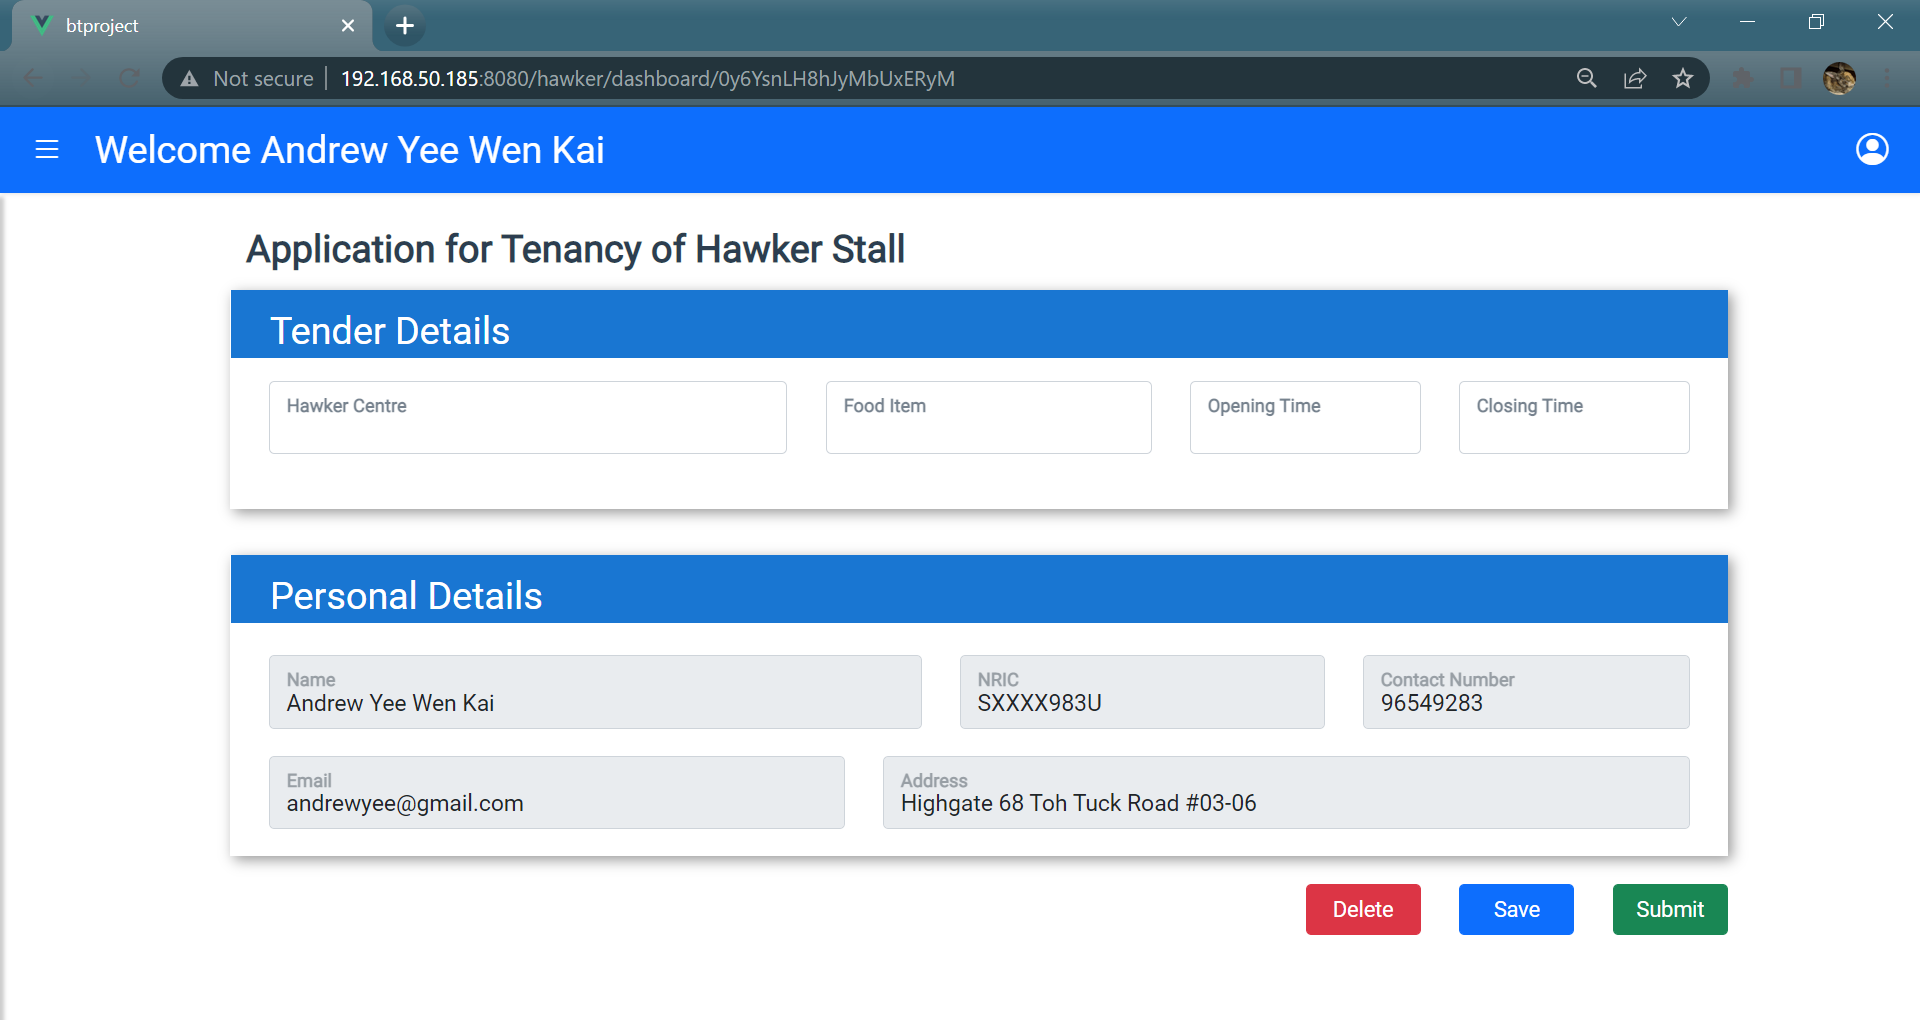 btproject
Not secure 192.168.50.185:8080/hawker/dashboard/0y6YsnLH8hJyMbUxERyM
Welcome Andrew Yee Wen Kai
Application for Tenancy of Hawker Stall
Tender Details
Hawker Centre
Food Item
Opening Time
Closing Time
Personal Details
Name
Andrew Yee Wen Kai
NRIC
SXXXX983U
Contact Number
96549283
Email
andrewyee@gmail.com
Address
Highgate 68 Toh Tuck Road #03-06
Delete
Save
Submit